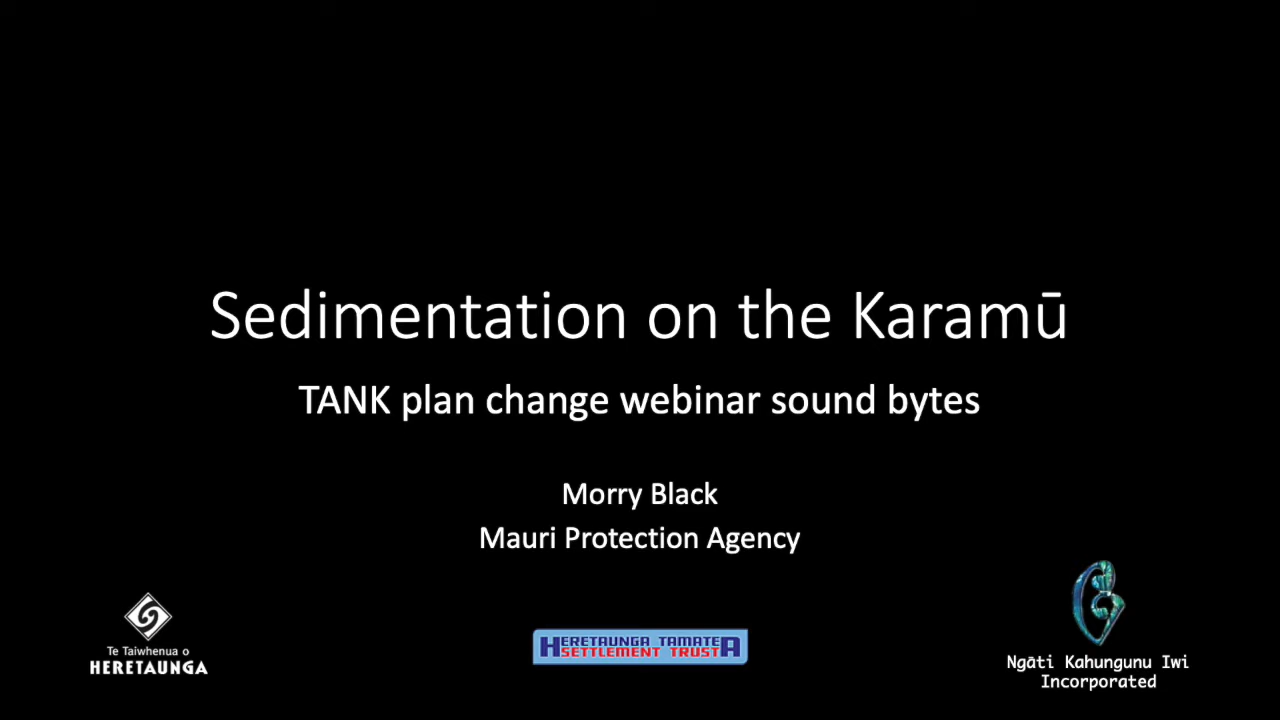 Sedimentation on the Karamū
TANK plan change webinar sound bytes
Morry Black
Mauri Protection Agency
Te Taiwhenua o
HERETAUNGA
HERETAUNGA TAMATEA
SETTLEMENT TRUST
Ngāti Kahungunu Iwi
Incorporated